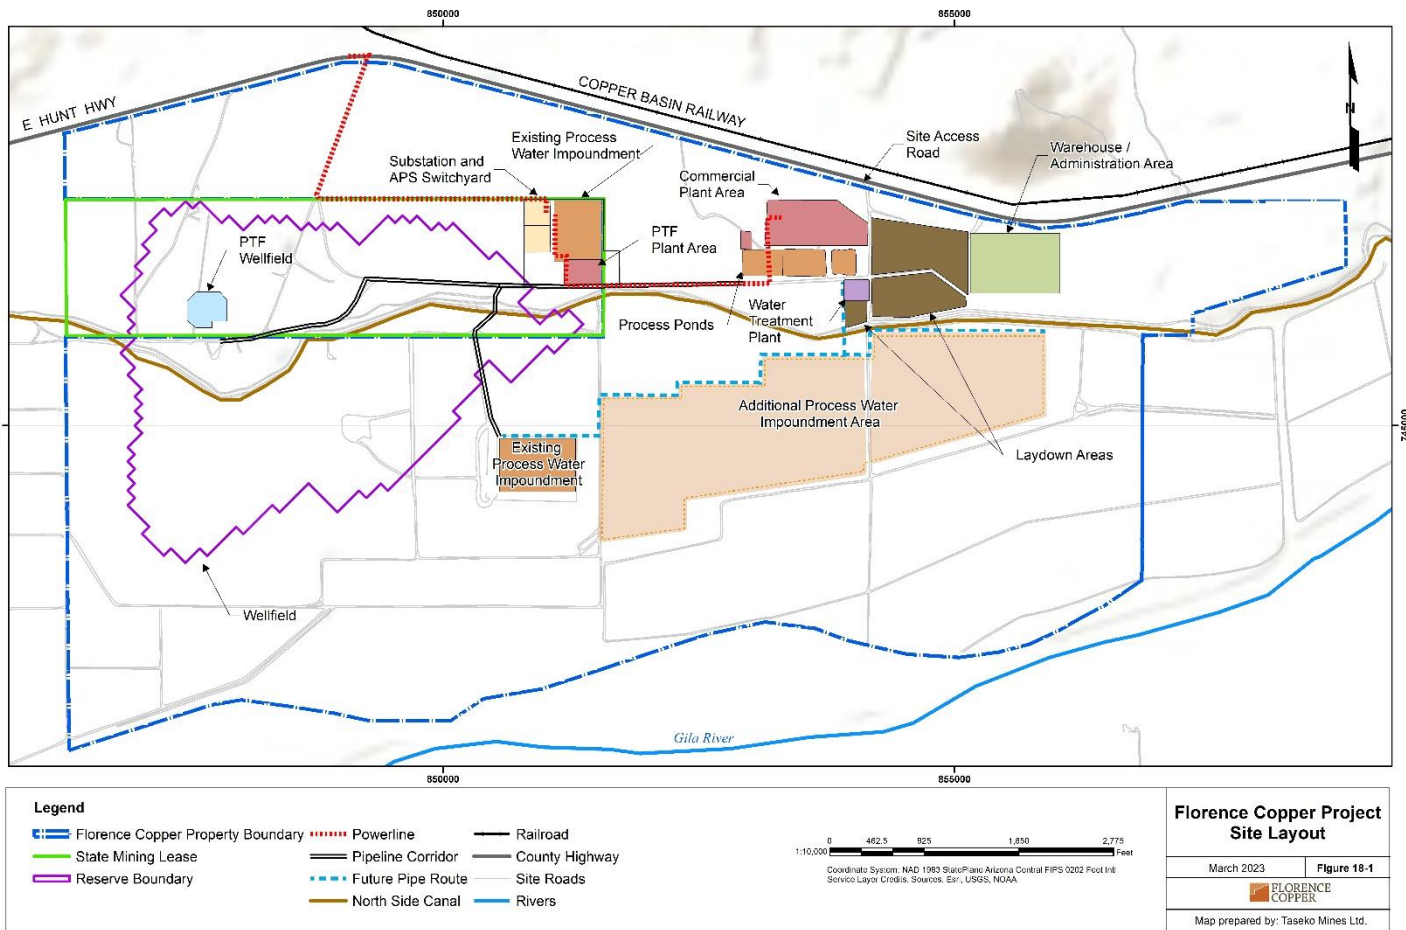 850000
855000
E HUNT HWY
COPPER BASIN RAILWAY
Existing Process
Water Impoundment
Substation and
APS Switchyard
Commercial
Plant Area
Site Access
Road
Warehouse /
Administration Area
N
PTF
Wellfield
PTF
Plant Area
Process Ponds
Water
Treatment
Plant
Additional Process Water
Impoundment Area
745000
Existing
Process Water
Impoundment
Laydown Areas
Wellfield
Gila River
850000
855000
Legend
Florence Copper Property Boundary
State Mining Lease
Reserve Boundary
Powerline
Pipeline Corridor
Future Pipe Route
North Side Canal
Railroad
County Highway
Site Roads
Rivers
0 462.5 925 1,850 2,775
1:10,000 Feet
Coordinate System: NAD 1983 StatePlane Arizona Central FIPS 0202 Feet Intl
Service Layer Credits: Sources: Esri, USGS, NOAA
Florence Copper Project
Site Layout
March 2023
Figure 18-1
FLORENCE
COPPER
Map prepared by: Taseko Mines Ltd.